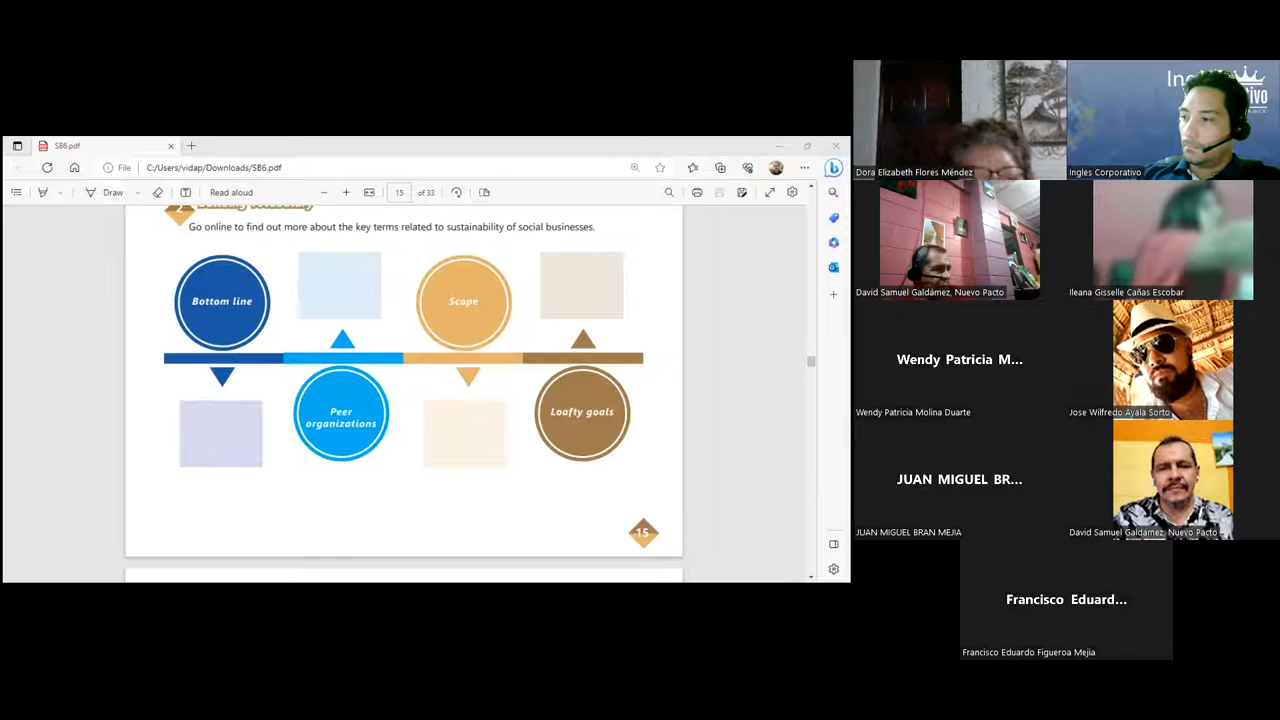 SB6.pdf
File
C:/Users/vidap/Downloads/SB6.pdf
Draw
Read aloud
15
of 33
2
Go online to find out more about the key terms related to sustainability of social businesses.
Bottom line
Scope
Peer
organizations
Loafty goals
15
Dora Elizabeth Flores Méndez
Ingles Corporativo
David Samuel Galdámez, Nuevo Pacto
Ileana Gisselle Cañas Escobar
Wendy Patricia M...
Wendy Patricia Molina Duarte
Jose Wilfredo Ayala Sorto
JUAN MIGUEL BR...
JUAN MIGUEL BRAN MEJIA
David Samuel Galdámez, Nuevo Pacto
Francisco Eduard...
Francisco Eduardo Figueroa Mejia